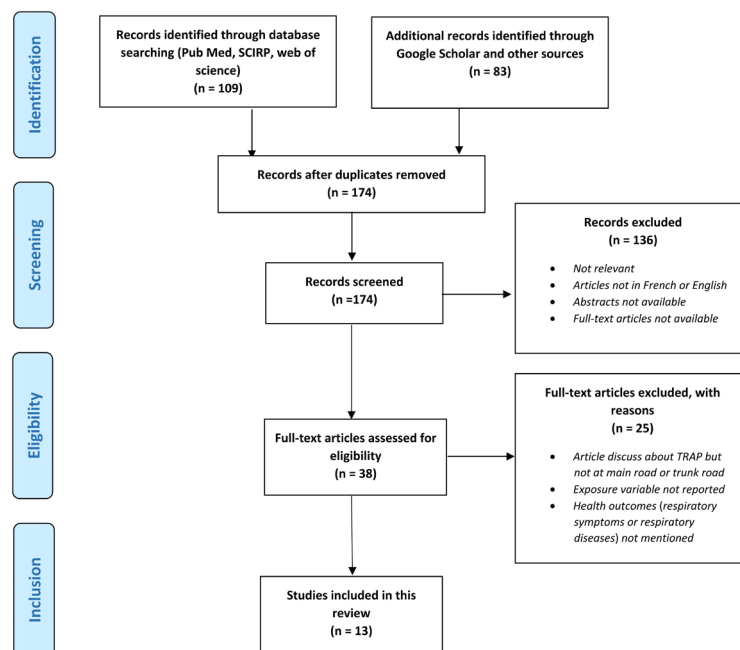 Identification
Records identified through database
searching (Pub Med, SCIRP, web of
science)
(n = 109)
Additional records identified through
Google Scholar and other sources
(n = 83)
Records after duplicates removed
(n = 174)
Screening
Records screened
(n =174)
Records excluded
(n = 136)
• Not relevant
• Articles not in French or English
• Abstracts not available
• Full-text articles not available
Eligibility
Full-text articles assessed for
eligibility
(n = 38)
Full-text articles excluded, with
reasons
(n = 25)
• Article discuss about TRAP but
not at main road or trunk road
• Exposure variable not reported
• Health outcomes (respiratory
symptoms or respiratory
diseases) not mentioned
Inclusion
Studies included in this
review
(n = 13)